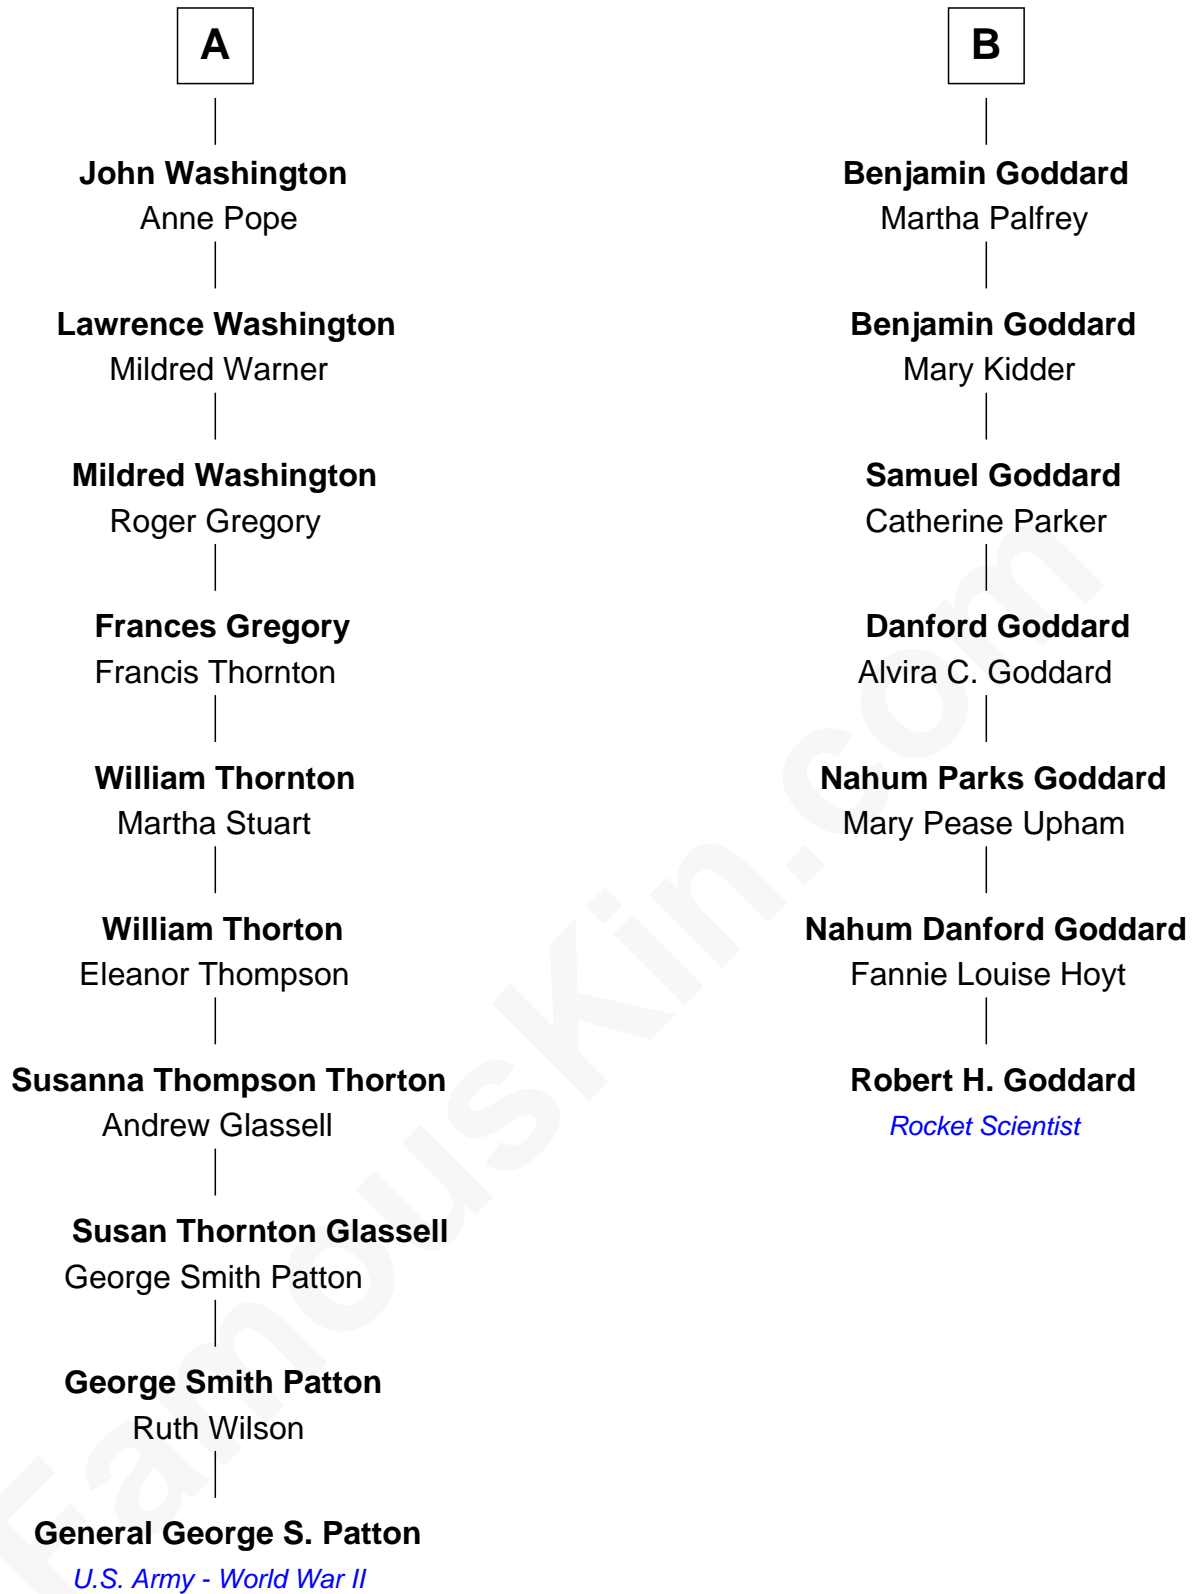 A
John Washington
Anne Pope
Lawrence Washington
Mildred Warner
Mildred Washington
Roger Gregory
Frances Gregory
Francis Thornton
William Thornton
Martha Stuart
William Thorton
Eleanor Thompson
Susanna Thompson Thorton
Andrew Glassell
Susan Thornton Glassell
George Smith Patton
George Smith Patton
Ruth Wilson
General George S. Patton
U.S. Army - World War II
B
Benjamin Goddard
Martha Palfrey
Benjamin Goddard
Mary Kidder
Samuel Goddard
Catherine Parker
Danford Goddard
Alvira C. Goddard
Nahum Parks Goddard
Mary Pease Upham
Nahum Danford Goddard
Fannie Louise Hoyt
Robert H. Goddard
Rocket Scientist
FamousKin.com